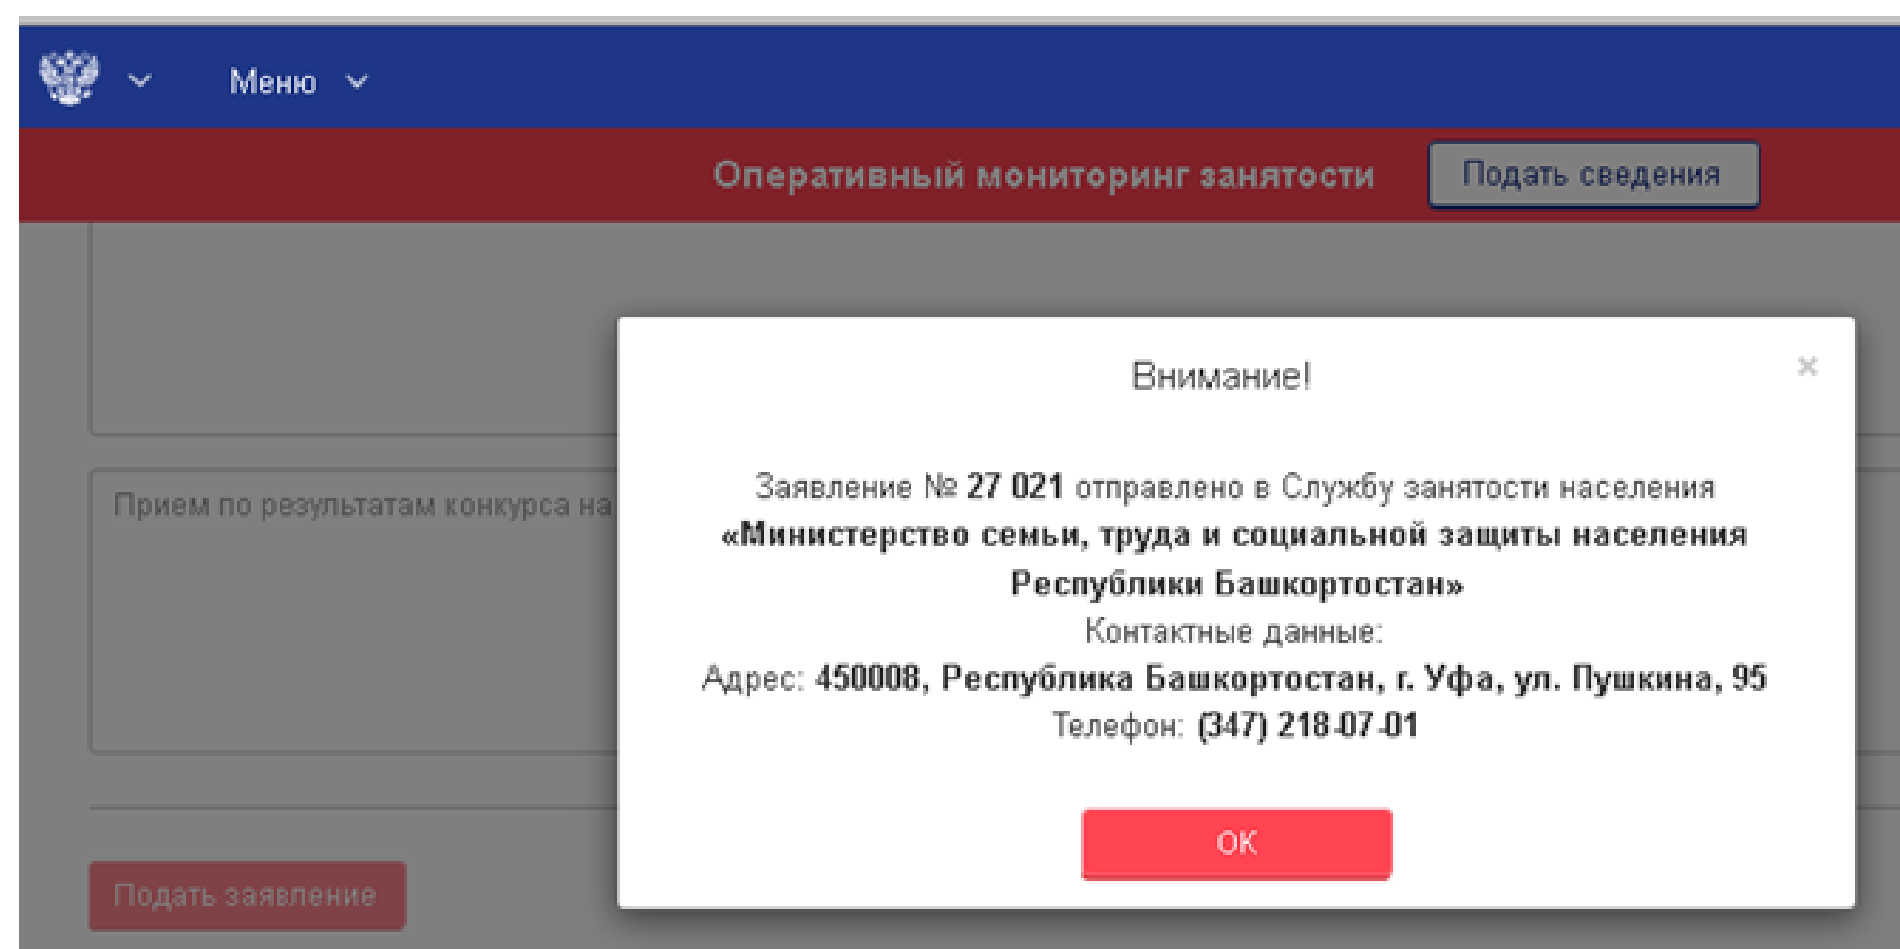 Меню
Оперативный мониторинг занятости
Подать сведения
Внимание!
×
Прием по результатам конкурса на
Заявление № 27 021 отправлено в Службу занятости населения
«Министерство семьи, труда и социальной защиты населения
Республики Башкортостан»
Контактные данные:
Адрес: 450008, Республика Башкортостан, г. Уфа, ул. Пушкина, 95
Телефон: (347) 218-07-01
ОК
Подать заявление